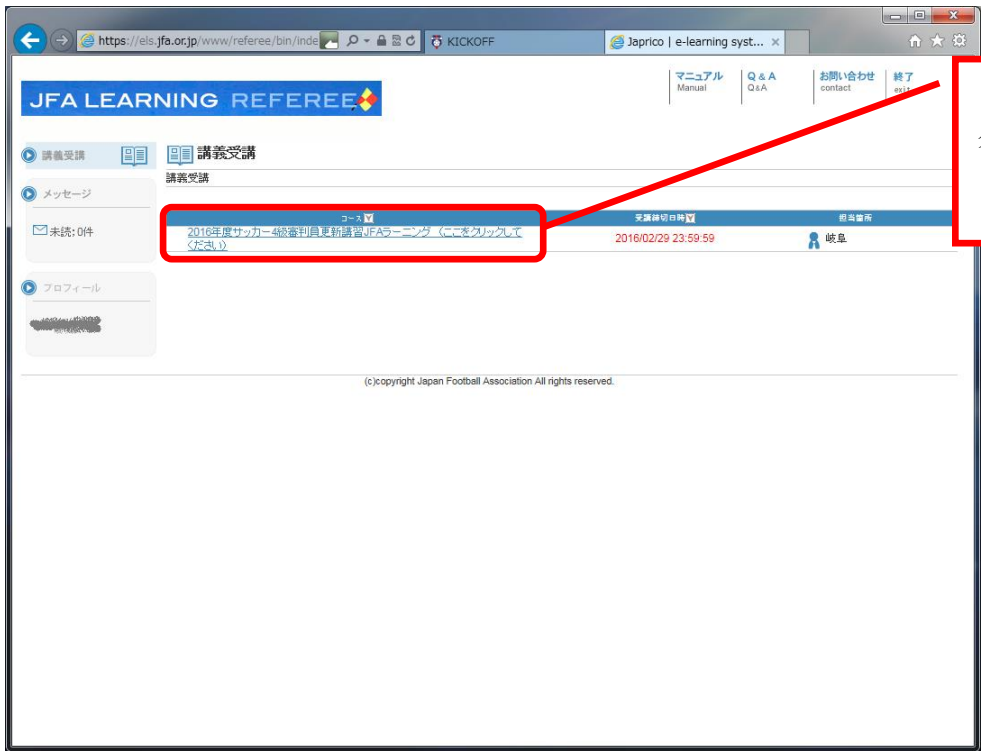 https://els.jfa.or.jp/www/referee/bin/inde
KICKOFF
Japrico | e-learning syst...
JFA LEARNING REFEREE
マニュアル
Manual
Q & A
Q&A
お問い合わせ
contact
終了
exit
講義受講
講義受講
講義受講
メッセージ
未読:0件
コース
受講締切日時
担当箇所
2016年度サッカー4級審判員更新講習JFAラーニング (ここをクリックして
ください)
2016/02/29 23:59:59
岐阜
プロフィール
(c)copyright Japan Football Association All rights reserved.